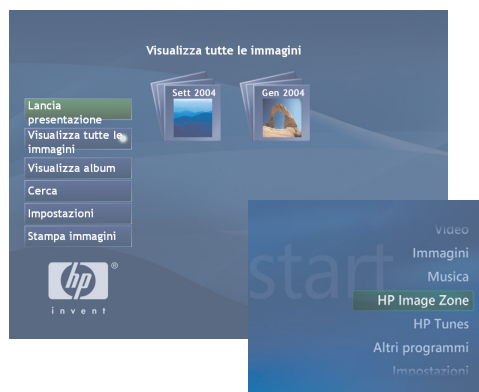 Visualizza tutte le immagini
Sett 2004
Gen 2004
Lancia
presentazione
Visualizza tutte le
immagini
Visualizza album
Cerca
Impostazioni
Stampa immagini
hp
®
invent
start
Video
Immagini
Musica
HP Image Zone
HP Tunes
Altri programmi
Impostazioni